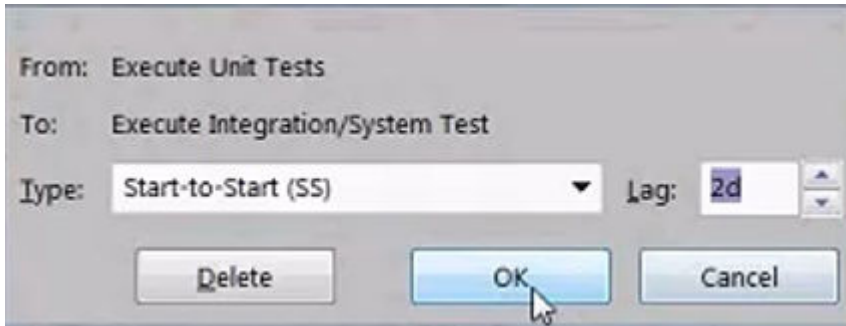 From: Execute Unit Tests
To: Execute Integration/System Test
Type: Start-to-Start (SS) Lag: 2d
Delete OK Cancel